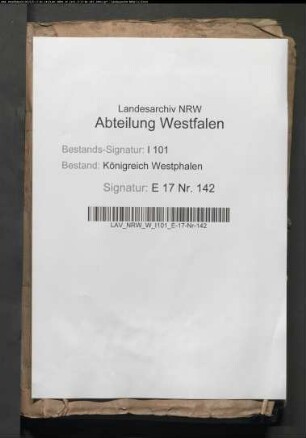 Landesarchiv NRW
Abteilung Westfalen
Bestands-Signatur: I 101
Bestand: Königreich Westphalen
Signatur: E 17 Nr. 142
LAV_NRW_W_I101_E-17-Nr-142